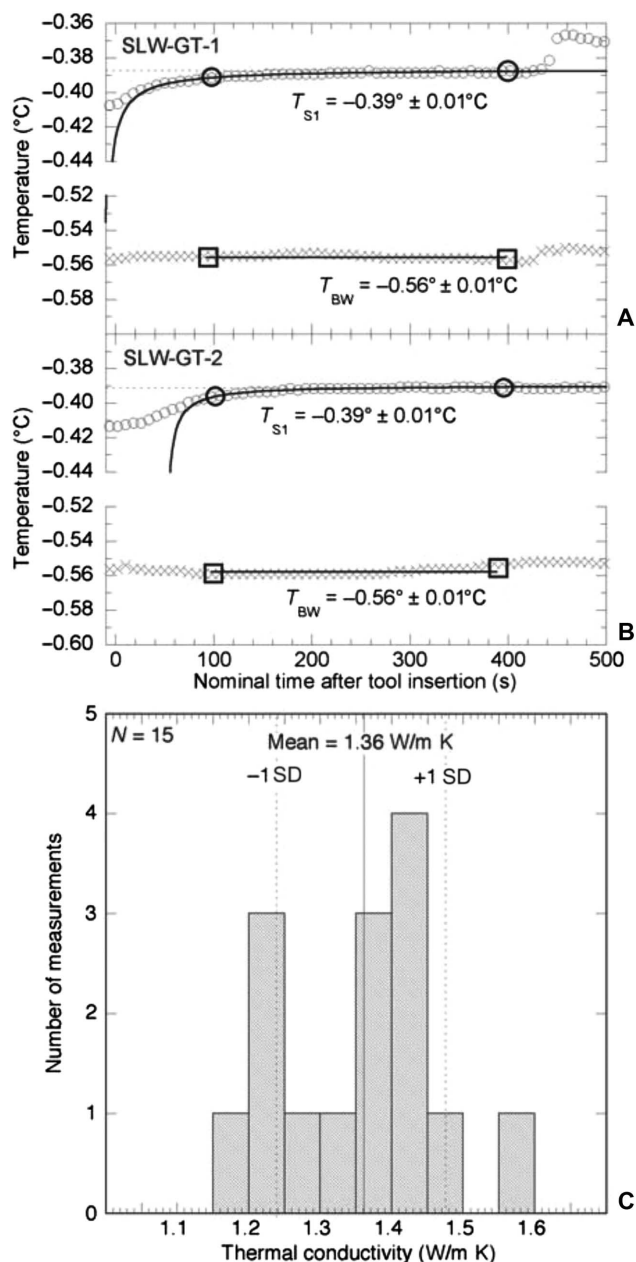 −0.36
SLW-GT-1
−0.38
−0.40
T S1 = −0.39° ± 0.01°C
−0.42
−0.44
Temperature (°C)
−0.52
−0.54
−0.56
T BW = −0.56° ± 0.01°C
−0.58
A
SLW-GT-2
−0.38
−0.40
T S1 = −0.39° ± 0.01°C
−0.42
−0.44
Temperature (°C)
−0.52
−0.54
−0.56
T BW = −0.56° ± 0.01°C
−0.58
−0.60
B
0 100 200 300 400 500
Nominal time after tool insertion (s)
5
N = 15
Mean = 1.36 W/m K
−1 SD
+1 SD
4
3
2
1
0
Number of measurements
C
1.1 1.2 1.3 1.4 1.5 1.6
Thermal conductivity (W/m K)